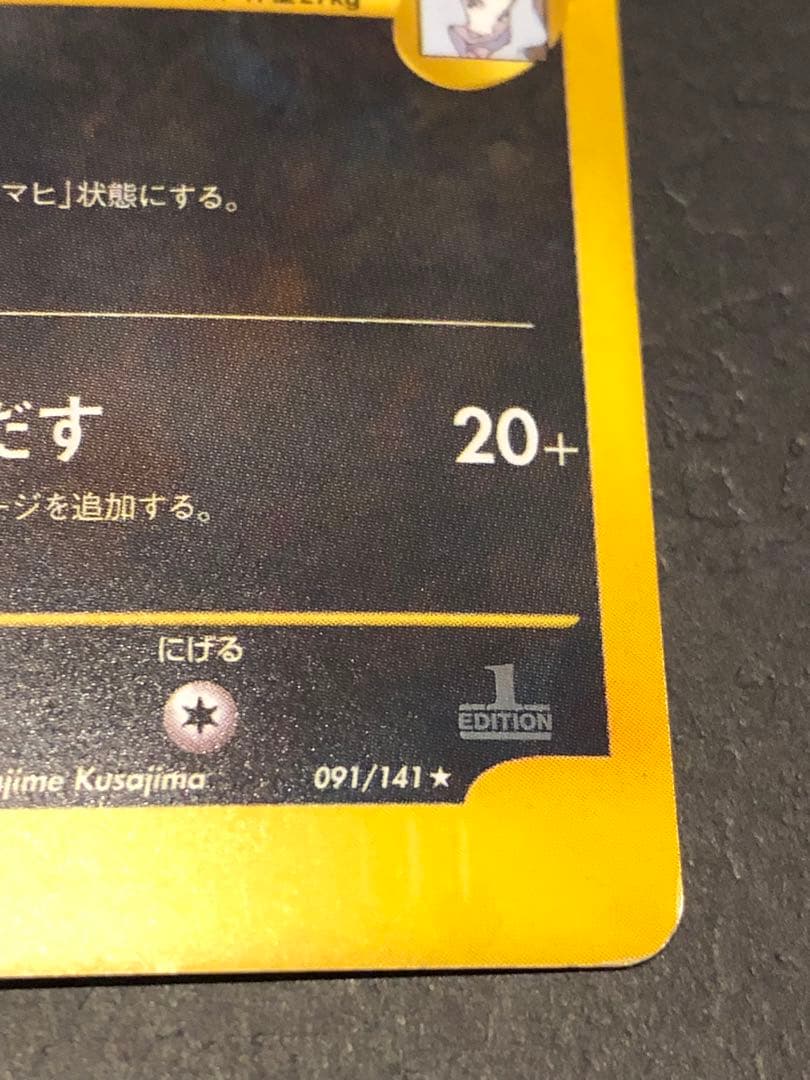 27kg
マヒ」状態にする。
だす 20+
ージを追加する。
にげる
1
EDITION
jime Kusajima 091/141★